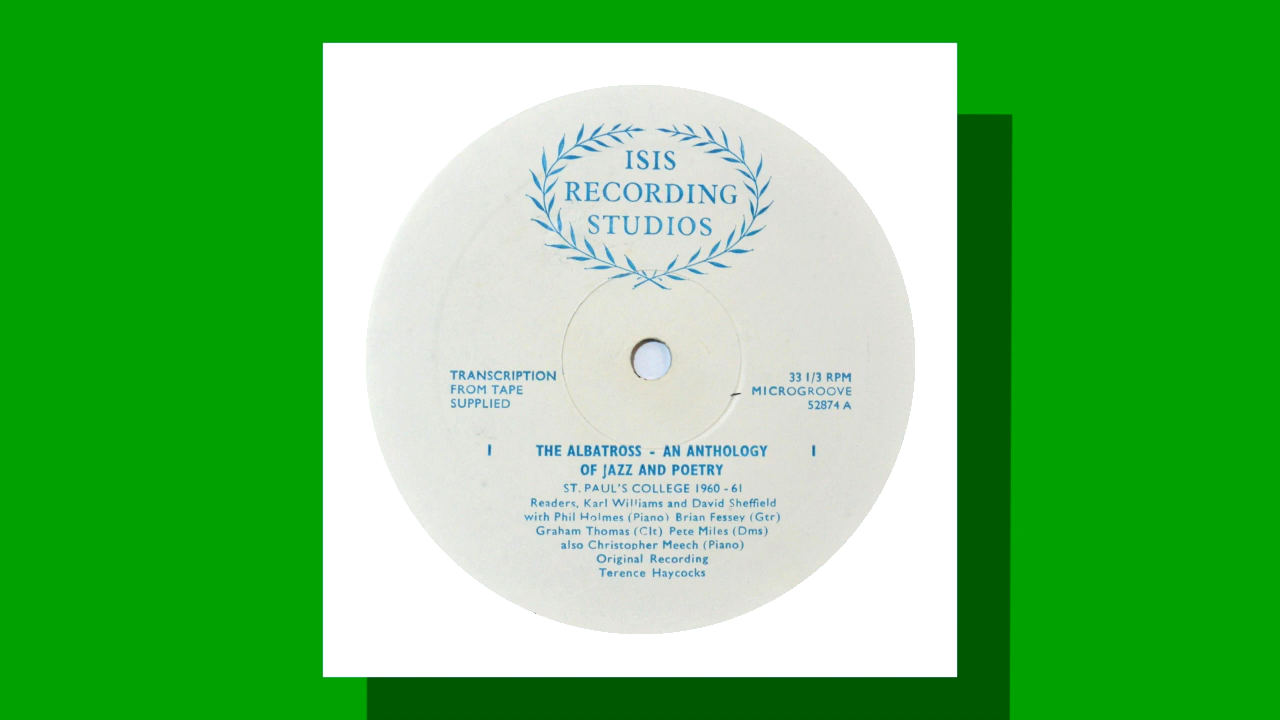 ISIS
RECORDING
STUDIOS
TRANSCRIPTION
FROM TAPE
SUPPLIED
33 1/3 RPM
MICROGROOVE
52874 A
I THE ALBATROSS - AN ANTHOLOGY I
OF JAZZ AND POETRY
ST. PAUL'S COLLEGE 1960 - 61
Readers, Karl Williams and David Sheffield
with Phil Holmes (Piano) Brian Fessey (Gtr)
Graham Thomas (Clt) Pete Miles (Dms)
also Christopher Meech (Piano)
Original Recording
Terence Haycocks